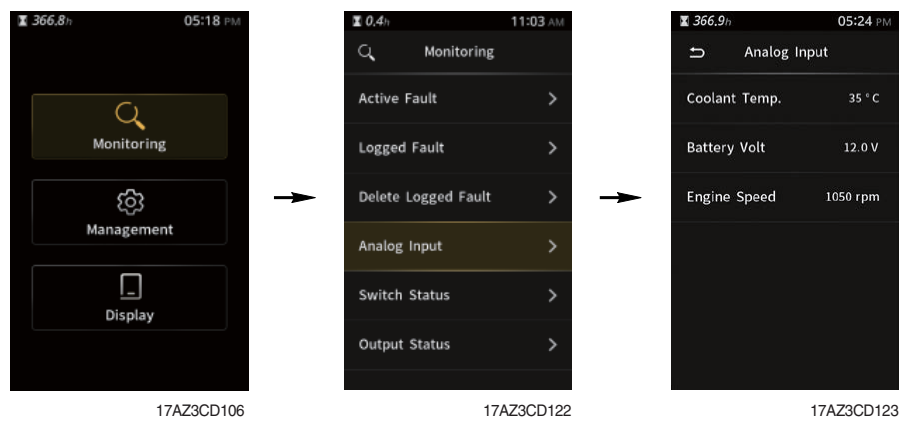 366.8h 05:18 PM
Monitoring
Management
Display
17AZ3CD106
0.4h 11:03 AM
Monitoring
Active Fault
Logged Fault
Delete Logged Fault
Analog Input
Switch Status
Output Status
17AZ3CD122
366.9h 05:24 PM
Analog Input
Coolant Temp. 35 °C
Battery Volt 12.0 V
Engine Speed 1050 rpm
17AZ3CD123